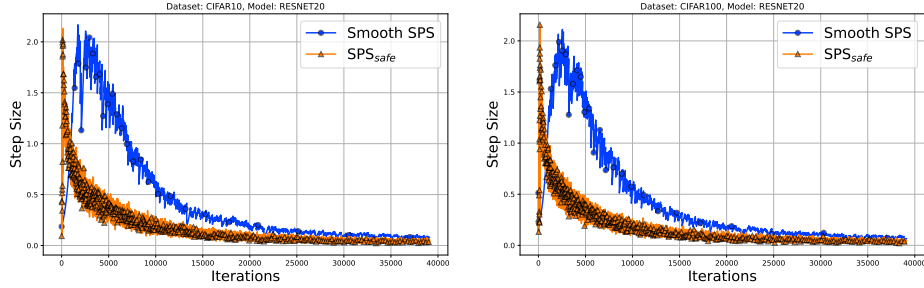 Dataset: CIFAR10, Model: RESNET20
Smooth SPS
SPS_safe
Step Size
2.0
1.5
1.0
0.5
0.0
0
5000
10000
15000
20000
25000
30000
35000
40000
Iterations
Dataset: CIFAR100, Model: RESNET20
Smooth SPS
SPS_safe
Step Size
2.0
1.5
1.0
0.5
0.0
0
5000
10000
15000
20000
25000
30000
35000
40000
Iterations